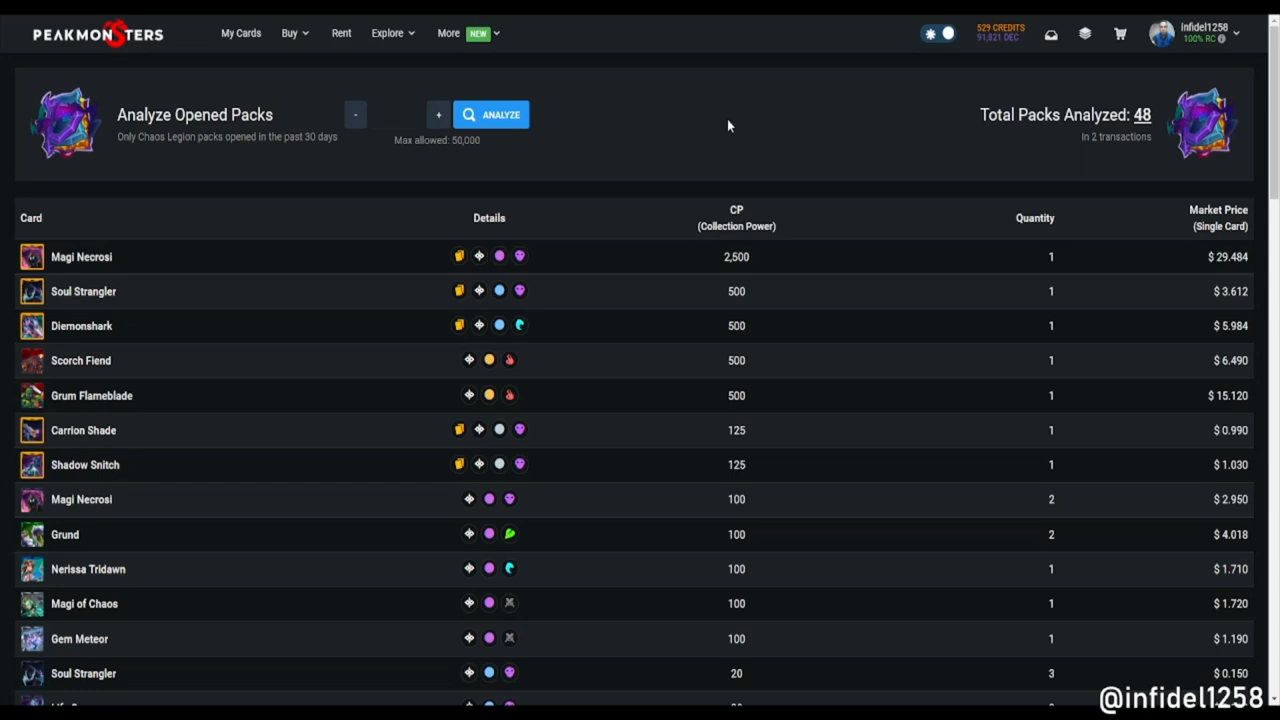 PEAKMONSTERS
My Cards
Buy
Rent
Explore
More NEW
529 CREDITS
91,821 DEC
infidel1258
100% RC
Analyze Opened Packs
Only Chaos Legion packs opened in the past 30 days
- + ANALYZE
Max allowed: 50,000
Total Packs Analyzed: 48
In 2 transactions
Card Details CP (Collection Power) Quantity Market Price (Single Card)
Magi Necrosi 2,500 1 $ 29.484
Soul Strangler 500 1 $ 3.612
Diemonshark 500 1 $ 5.984
Scorch Fiend 500 1 $ 6.490
Grum Flameblade 500 1 $ 15.120
Carrion Shade 125 1 $ 0.990
Shadow Snitch 125 1 $ 1.030
Magi Necrosi 100 2 $ 2.950
Grund 100 2 $ 4.018
Nerissa Tridawn 100 1 $ 1.710
Magi of Chaos 100 1 $ 1.720
Gem Meteor 100 1 $ 1.190
Soul Strangler 20 3 $ 0.150
@infidel1258